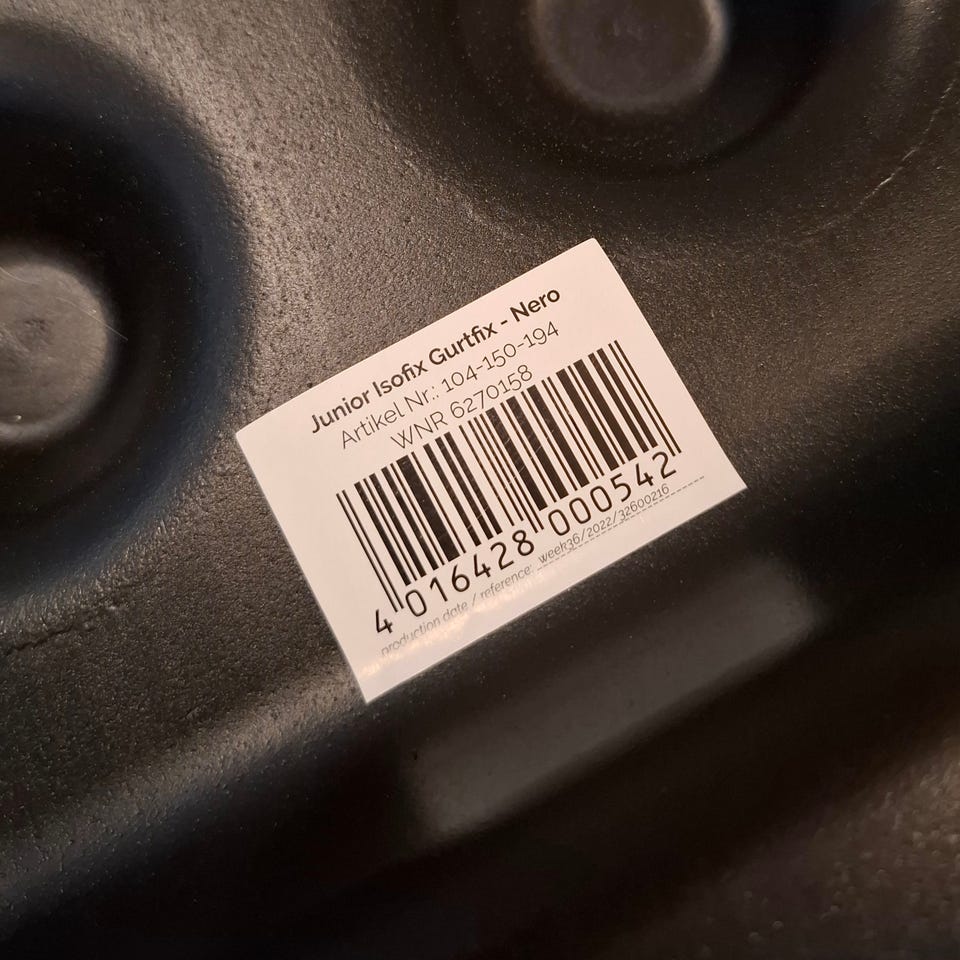 Junior Isofix Gurtfix - Nero
Artikel Nr.: 104-150-194
WNR 6270158
4 016428 000542
production date / reference: week36/2022/32600216